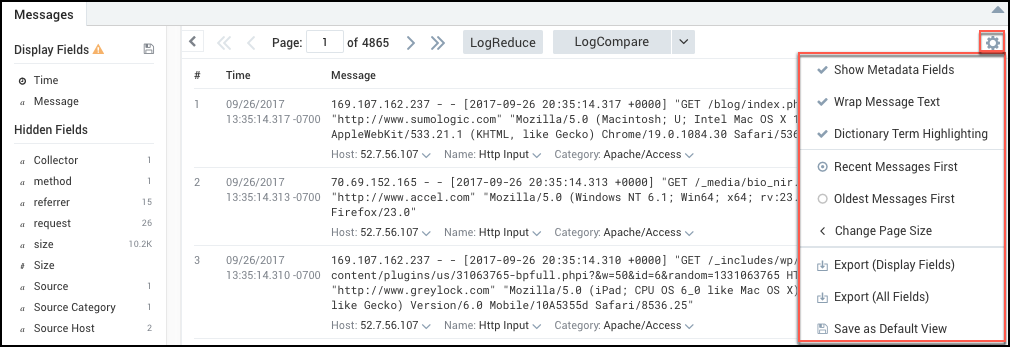 Messages
Display Fields
Time
Message
Hidden Fields
Collector 1
method 1
referrer 15
request 26
size 10.2K
Size
Source 1
Source Category 1
Source Host 2
Page: 1 of 4865
LogReduce
LogCompare
# Time Message
1 09/26/2017 13:35:14.317 -0700
169.107.162.237 - - [2017-09-26 20:35:14.317 +0000] "GET /blog/index.ph
"http://www.sumologic.com" "Mozilla/5.0 (Macintosh; U; Intel Mac OS X 1
AppleWebKit/533.21.1 (KHTML, like Gecko) Chrome/19.0.1084.30 Safari/536
Host: 52.7.56.107 Name: Http Input Category: Apache/Access
2 09/26/2017 13:35:14.313 -0700
70.69.152.165 - - [2017-09-26 20:35:14.313 +0000] "GET /_media/bio_nir.
"http://www.accel.com" "Mozilla/5.0 (Windows NT 6.1; Win64; x64; rv:23.
Firefox/23.0"
Host: 52.7.56.107 Name: Http Input Category: Apache/Access
3 09/26/2017 13:35:14.310 -0700
169.107.162.237 - - [2017-09-26 20:35:14.310 +0000] "GET /_includes/wp/
content/plugins/us/31063765-bpfull.phpi?&w=50&id=6&random=1331063765 HT
"http://www.greylock.com" "Mozilla/5.0 (iPad; CPU OS 6_0 like Mac OS X)
like Gecko) Version/6.0 Mobile/10A5355d Safari/8536.25"
Host: 52.7.56.107 Name: Http Input Category: Apache/Access
Show Metadata Fields
Wrap Message Text
Dictionary Term Highlighting
Recent Messages First
Oldest Messages First
Change Page Size
Export (Display Fields)
Export (All Fields)
Save as Default View